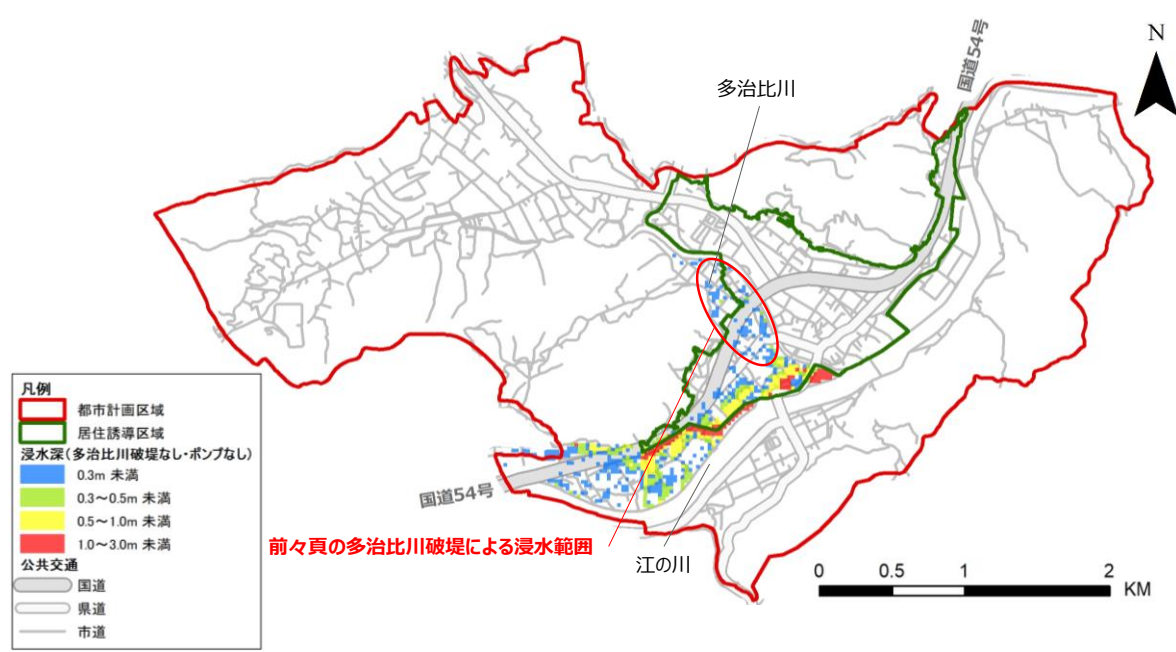 N
国道54号
多治比川
凡例
都市計画区域
居住誘導区域
浸水深(多治比川破堤なし・ポンプなし)
0.3m 未満
0.3～0.5m 未満
0.5～1.0m 未満
1.0～3.0m 未満
公共交通
国道
県道
市道
国道54号
前々頁の多治比川破堤による浸水範囲
江の川
0 0.5 1 2
KM